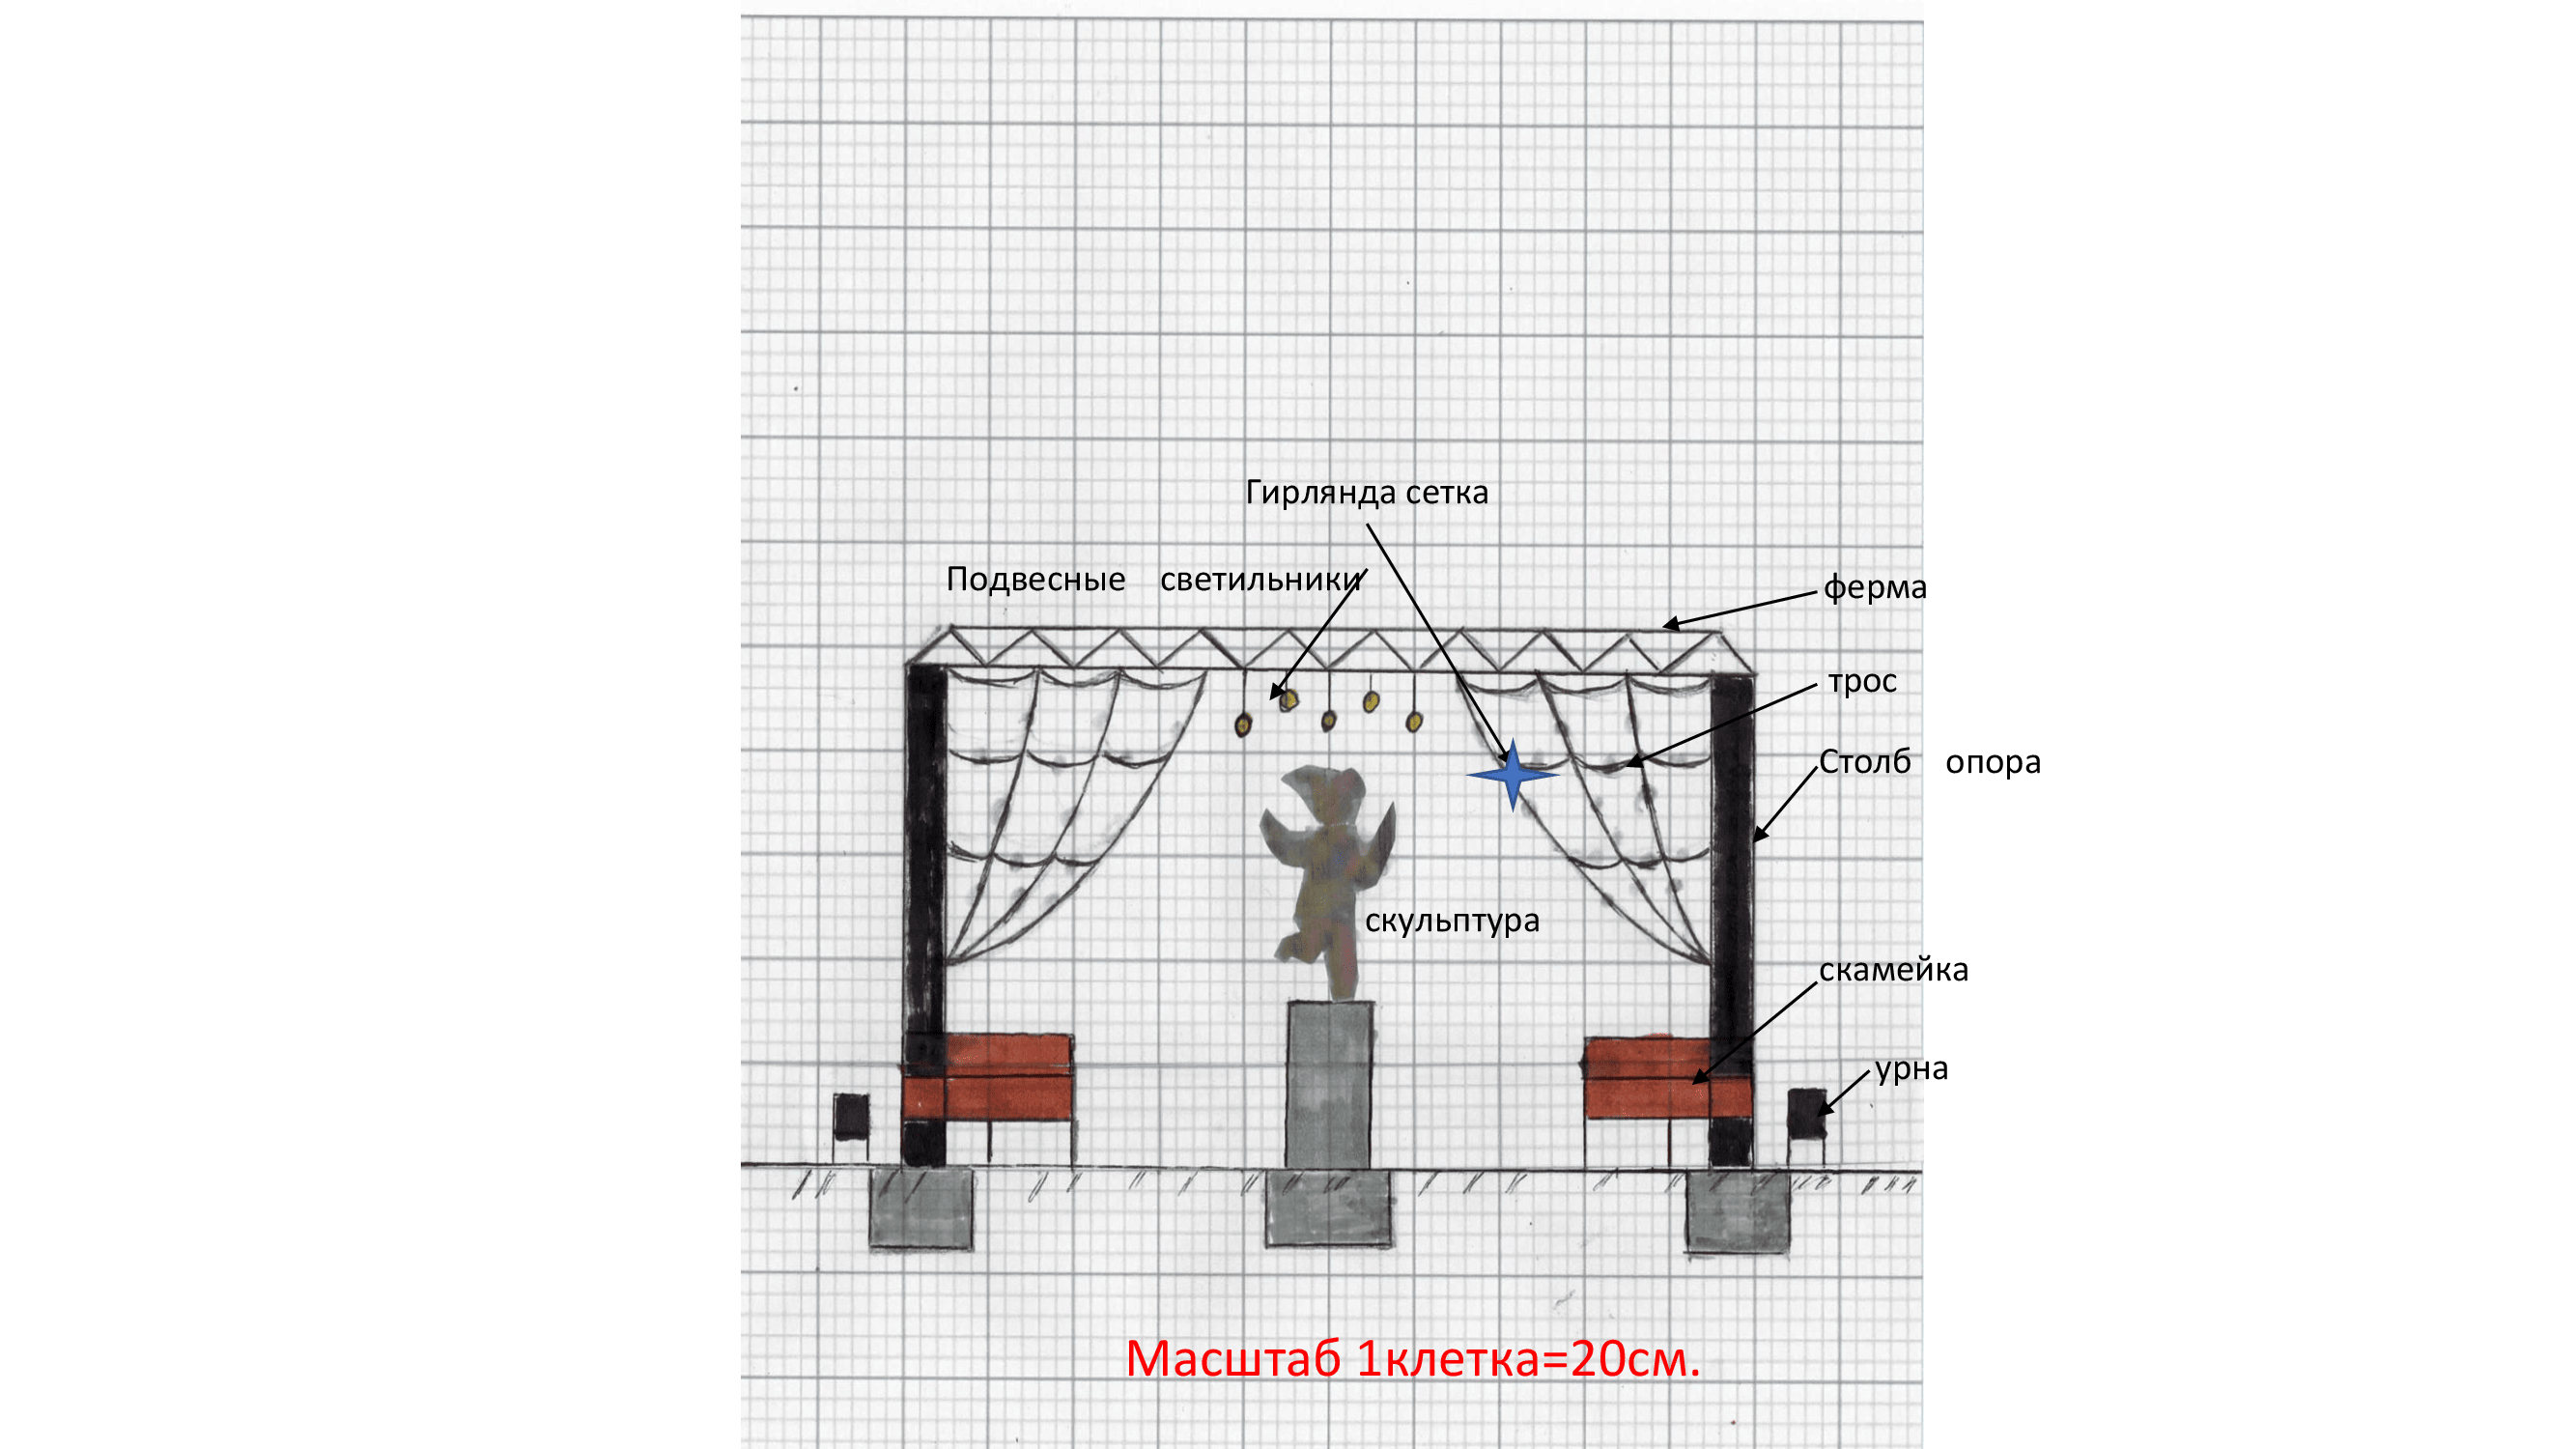 Гирлянда сетка
Подвесные светильники
ферма
трос
Столб опора
скульптура
скамейка
урна
Масштаб 1клетка=20см.